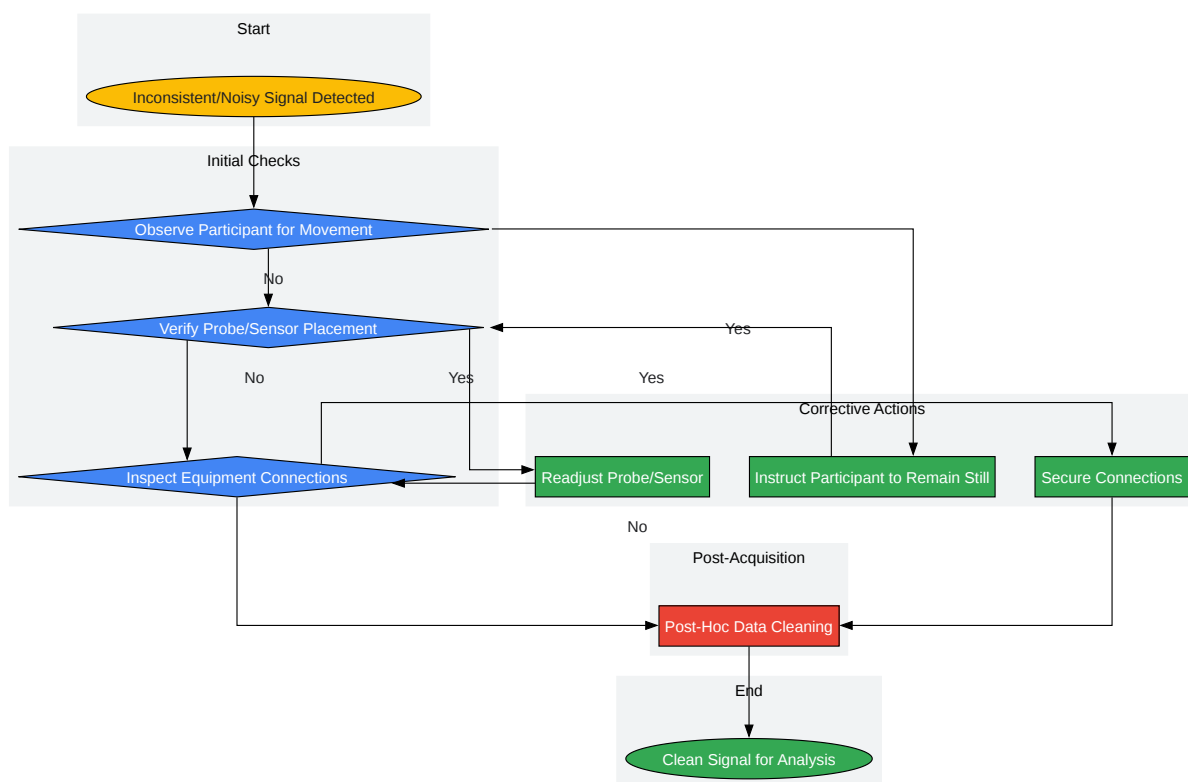 Start
Inconsistent/Noisy Signal Detected
Initial Checks
Observe Participant for Movement
No
Verify Probe/Sensor Placement
Yes
No
Yes
Yes
Corrective Actions
Inspect Equipment Connections
Readjust Probe/Sensor
Instruct Participant to Remain Still
Secure Connections
No
Post-Acquisition
Post-Hoc Data Cleaning
End
Clean Signal for Analysis